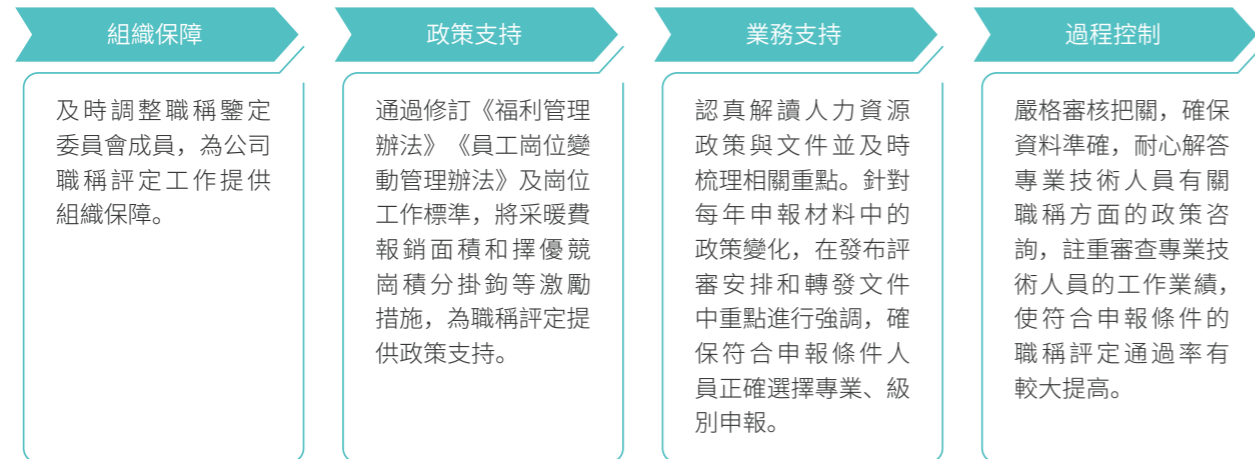 組織保障
及時調整職稱鑒定
委員會成員，為公司
職稱評定工作提供
組織保障。
政策支持
通過修訂《福利管理
辦法》《員工崗位變
動管理辦法》及崗位
工作標準，將采暖費
報銷面積和擇優競
崗積分掛鉤等激勵
措施，為職稱評定提
供政策支持。
業務支持
認真解讀人力資源
政策與文件並及時
梳理相關重點。針對
每年申報材料中的
政策變化，在發布評
審安排和轉發文件
中重點進行強調，確
保符合申報條件人
員正確選擇專業、級
別申報。
過程控制
嚴格審核把關，確保
資料準確，耐心解答
專業技術人員有關
職稱方面的政策咨
詢，註重審查專業技
術人員的工作業績，
使符合申報條件的
職稱評定通過率有
較大提高。